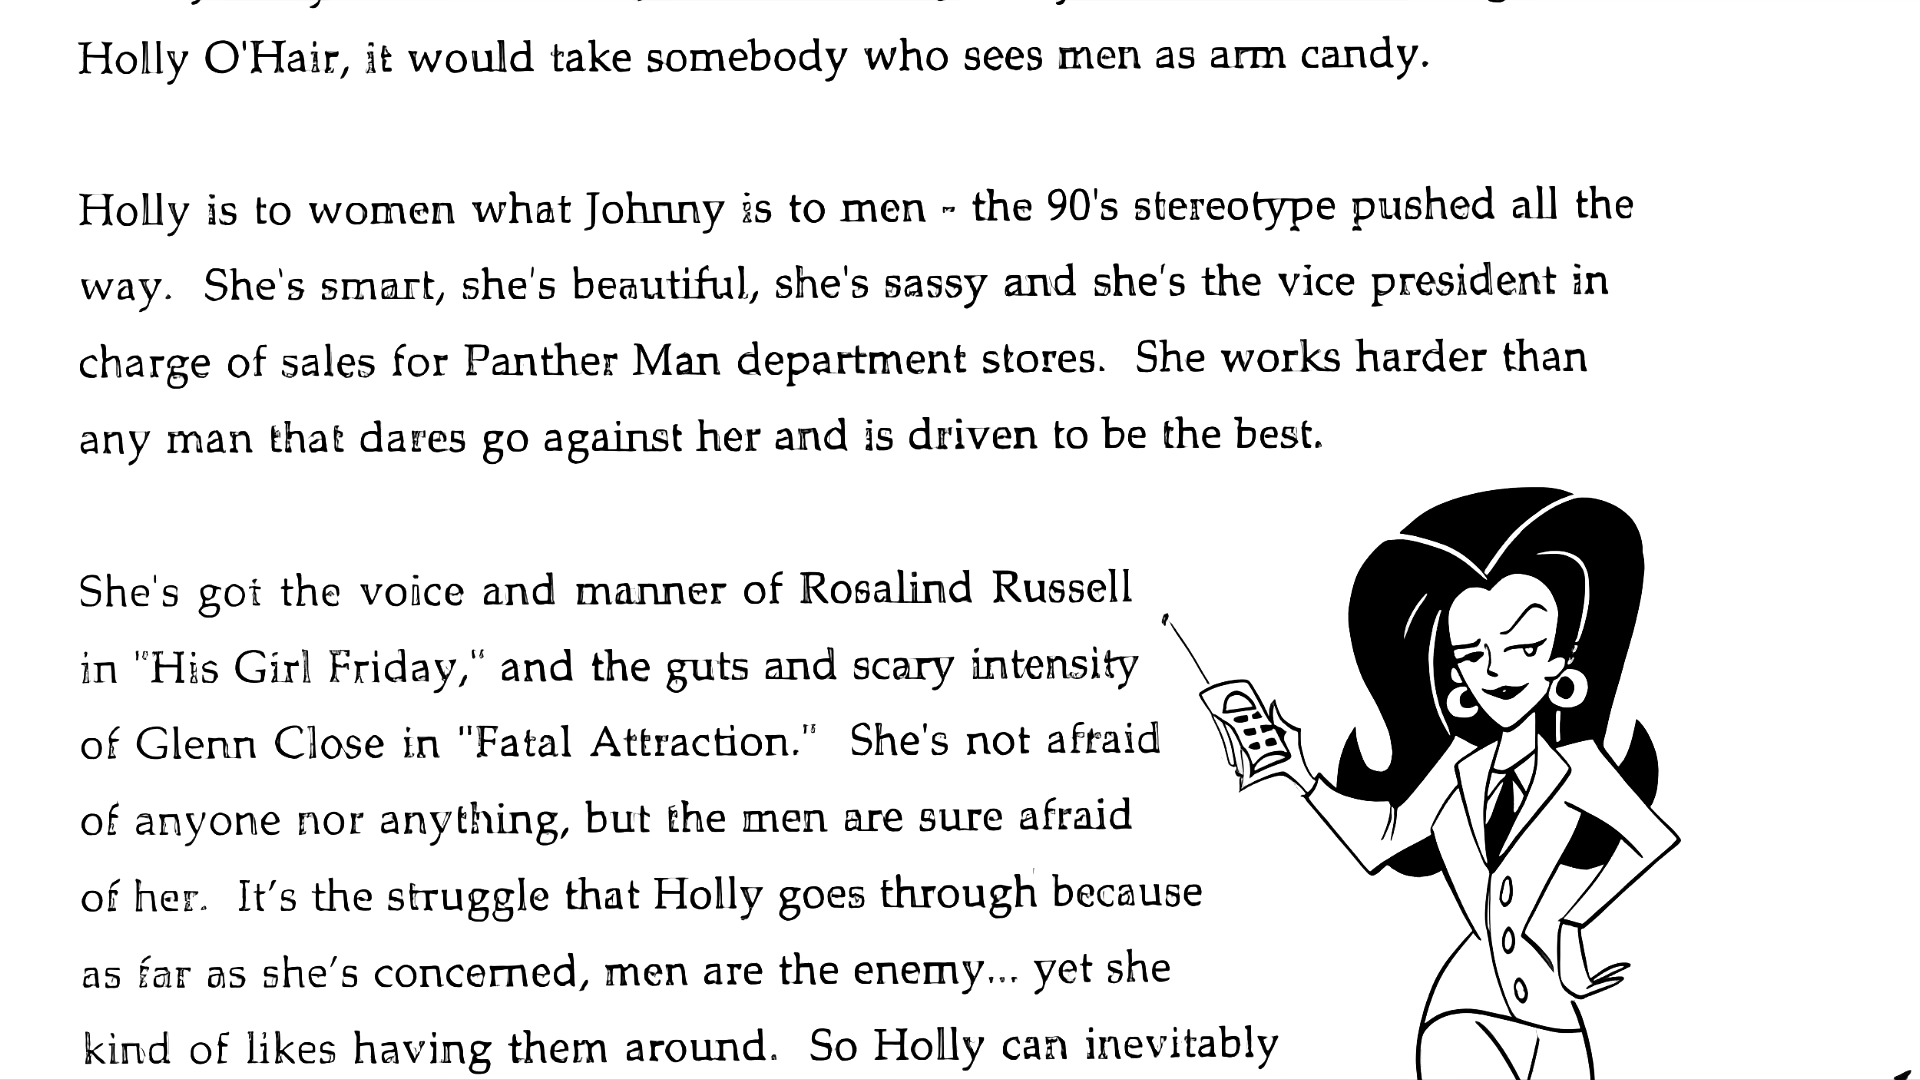 Holly O'Hair, it would take somebody who sees men as arm candy.
Holly is to women what Johnny is to men - the 90's stereotype pushed all the
way.  She's smart, she's beautiful, she's sassy and she's the vice president in
charge of sales for Panther Man department stores.  She works harder than
any man that dares go against her and is driven to be the best.
She's got the voice and manner of Rosalind Russell
in "His Girl Friday," and the guts and scary intensity
of Glenn Close in "Fatal Attraction."  She's not afraid
of anyone nor anything, but the men are sure afraid
of her.  It's the struggle that Holly goes through because
as far as she's concerned, men are the enemy... yet she
kind of likes having them around.  So Holly can inevitably